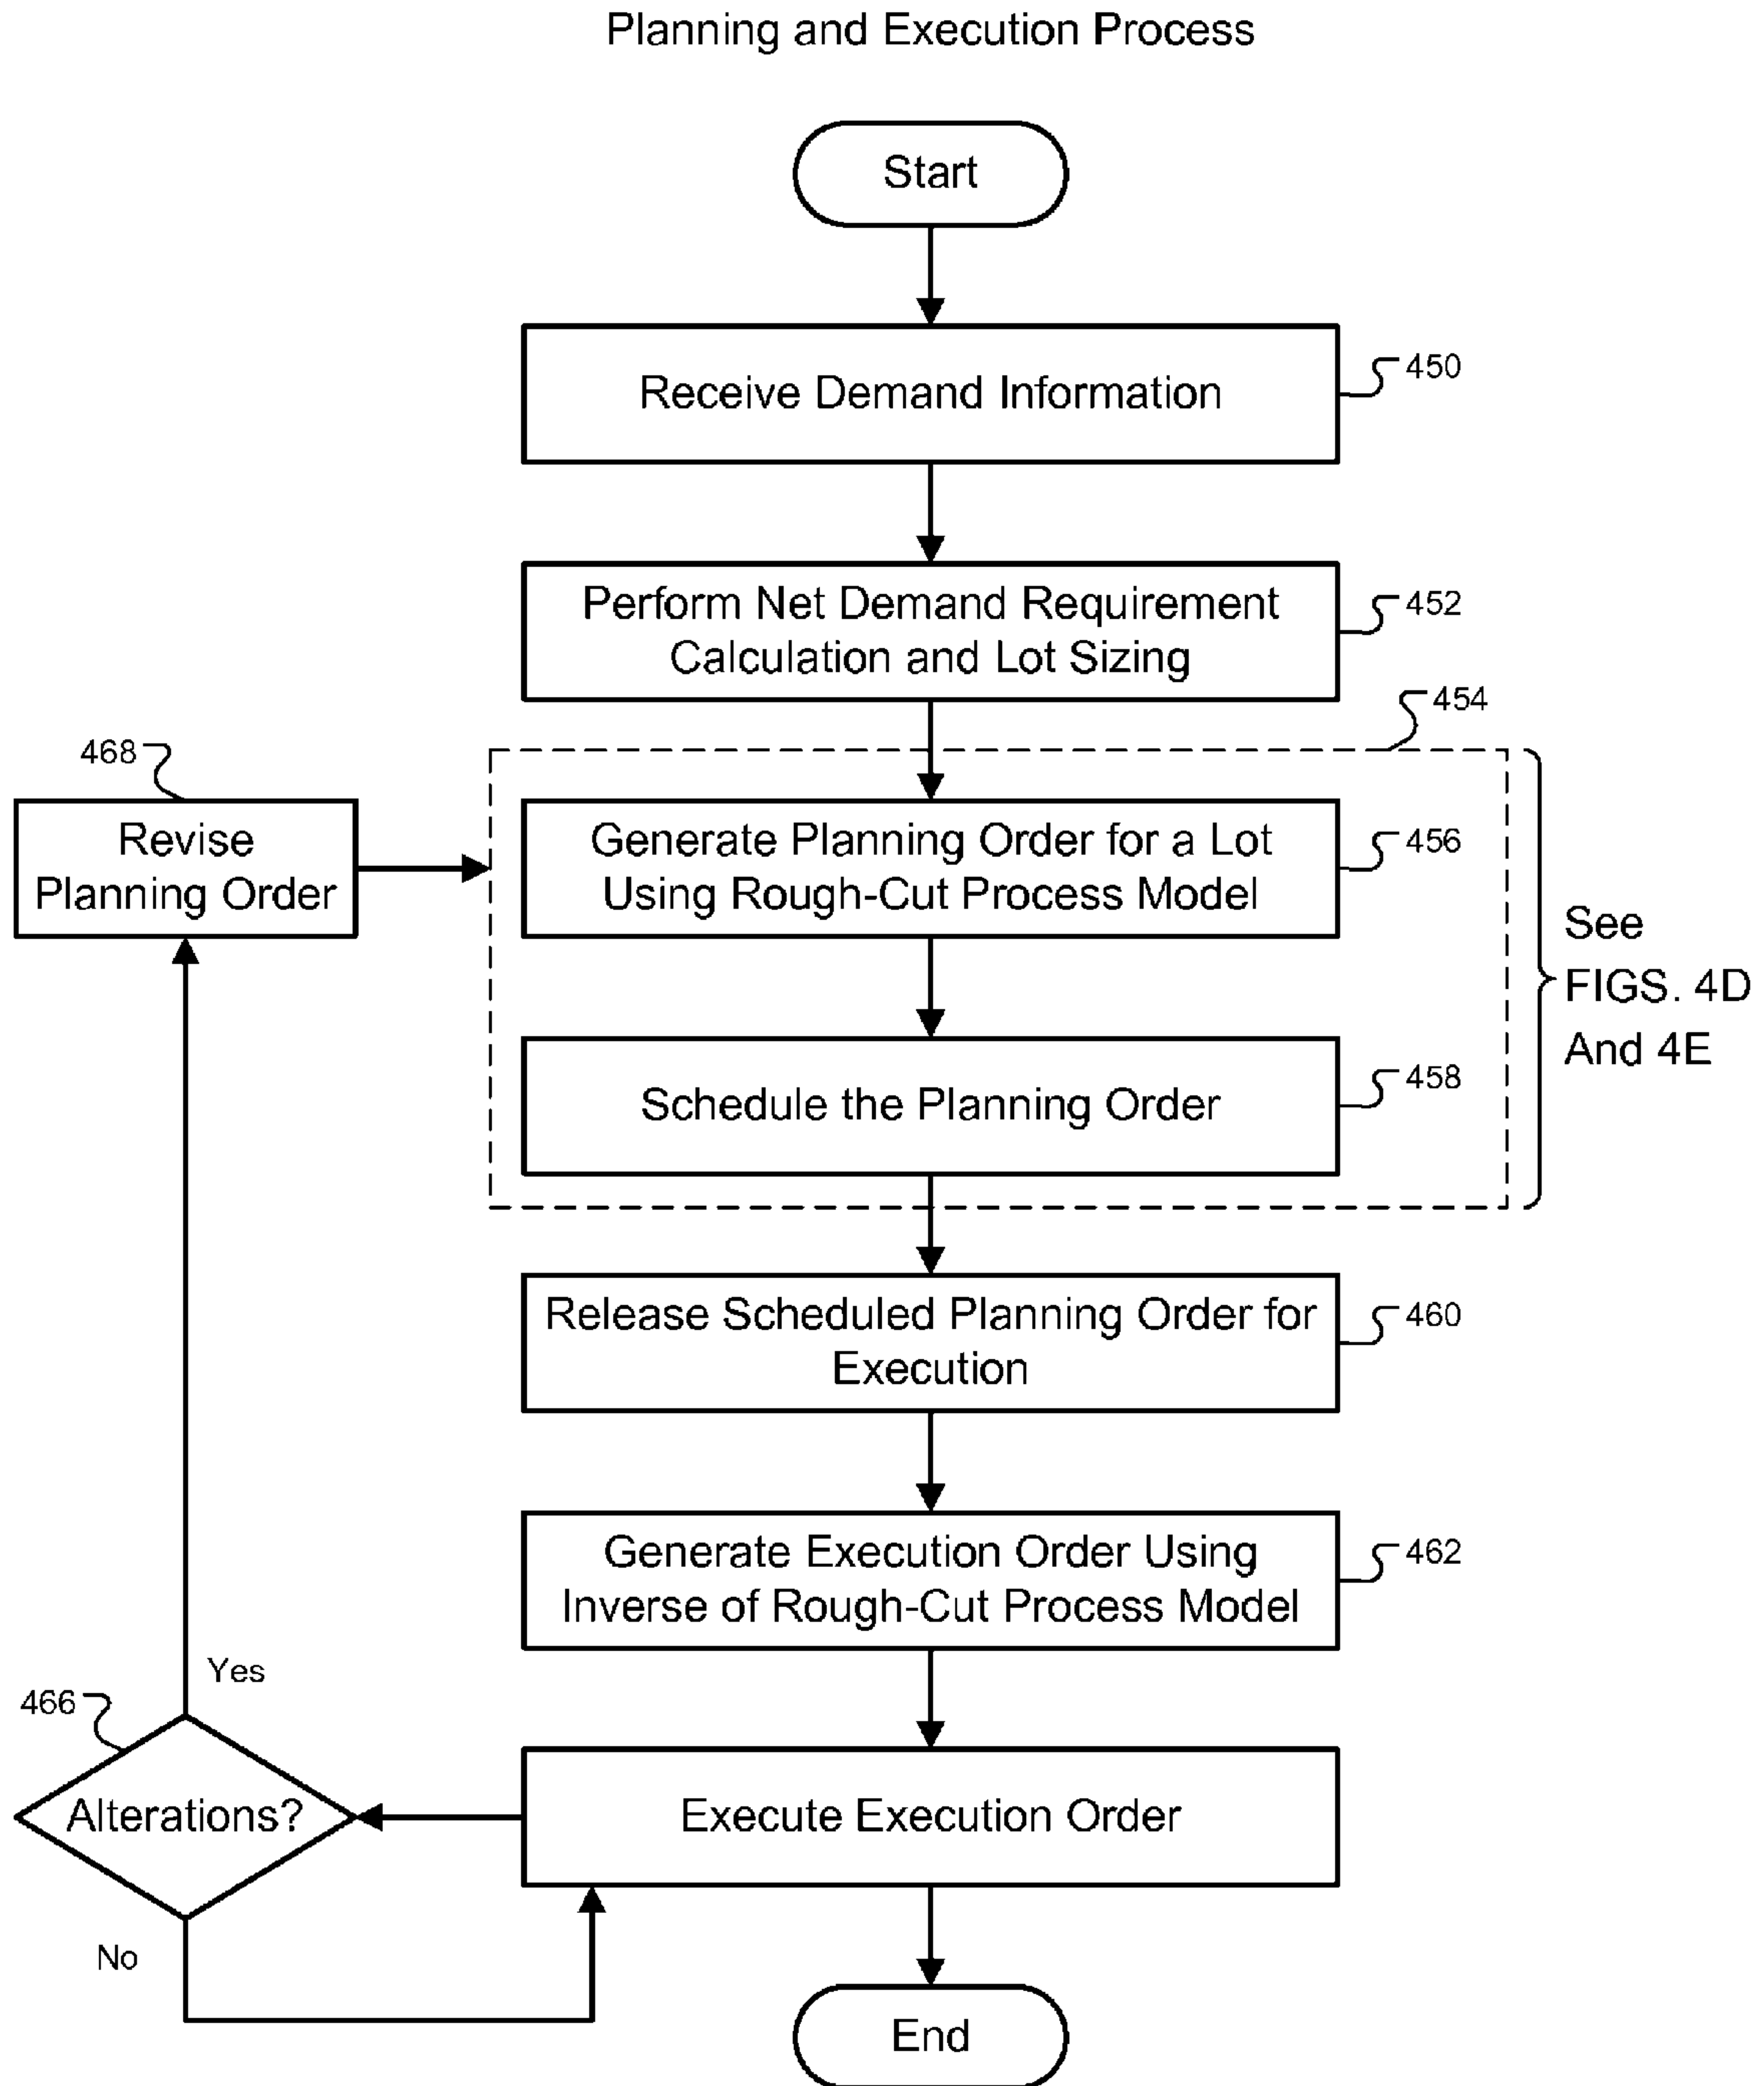 Planning and Execution Process
Start
Receive Demand Information
450
Perform Net Demand Requirement
Calculation and Lot Sizing
452
454
468
Revise
Planning Order
Generate Planning Order for a Lot
Using Rough-Cut Process Model
456
See
FIGS. 4D
And 4E
Schedule the Planning Order
458
Release Scheduled Planning Order for
Execution
460
Generate Execution Order Using
Inverse of Rough-Cut Process Model
462
Yes
466
Alterations?
Execute Execution Order
No
End